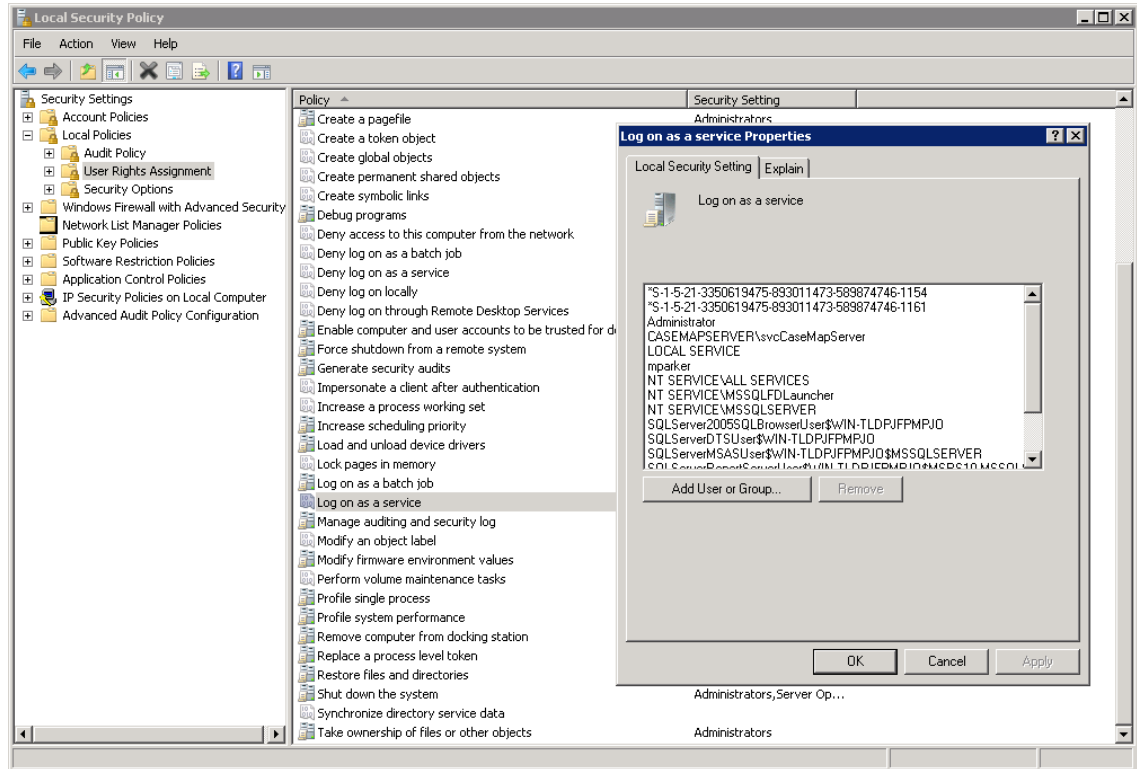 Local Security Policy
File Action View Help
Security Settings
Account Policies
Local Policies
Audit Policy
User Rights Assignment
Security Options
Windows Firewall with Advanced Security
Network List Manager Policies
Public Key Policies
Software Restriction Policies
Application Control Policies
IP Security Policies on Local Computer
Advanced Audit Policy Configuration
Policy Security Setting
Create a pagefile Administrators
Create a token object
Create global objects
Create permanent shared objects
Create symbolic links
Debug programs
Deny access to this computer from the network
Deny log on as a batch job
Deny log on as a service
Deny log on locally
Deny log on through Remote Desktop Services
Enable computer and user accounts to be trusted for de
Force shutdown from a remote system
Generate security audits
Impersonate a client after authentication
Increase a process working set
Increase scheduling priority
Load and unload device drivers
Lock pages in memory
Log on as a batch job
Log on as a service
Manage auditing and security log
Modify an object label
Modify firmware environment values
Perform volume maintenance tasks
Profile single process
Profile system performance
Remove computer from docking station
Replace a process level token
Restore files and directories
Shut down the system Administrators,Server Op...
Synchronize directory service data
Take ownership of files or other objects Administrators
Log on as a service Properties
Local Security Setting Explain
Log on as a service
*S-1-5-21-3350619475-893011473-589874746-1154
*S-1-5-21-3350619475-893011473-589874746-1161
Administrator
CASEMAPSERVER\svcCaseMapServer
LOCAL SERVICE
mparker
NT SERVICE\ALL SERVICES
NT SERVICE\MSSQLFDLauncher
NT SERVICE\MSSQLSERVER
SQLServer2005SQLBrowserUser$WIN-TLDPJFPMPJO
SQLServerDTSUser$WIN-TLDPJFPMPJO
SQLServerMSASUser$WIN-TLDPJFPMPJO$MSSQLSERVER
SQLServerReportServerUser$WIN-TLDPJFPMPJO$MSRS10.MSSQL
Add User or Group... Remove
OK Cancel Apply